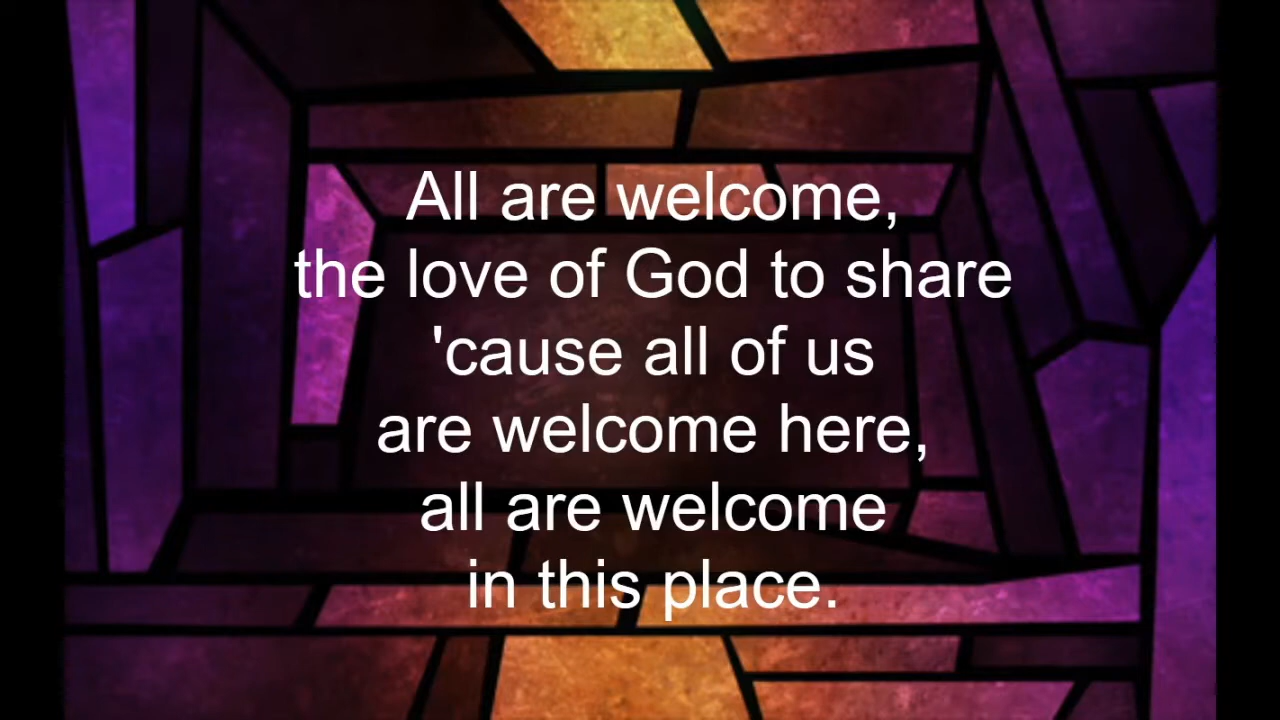 All are welcome,
the love of God to share
'cause all of us
are welcome here,
all are welcome
in this place.